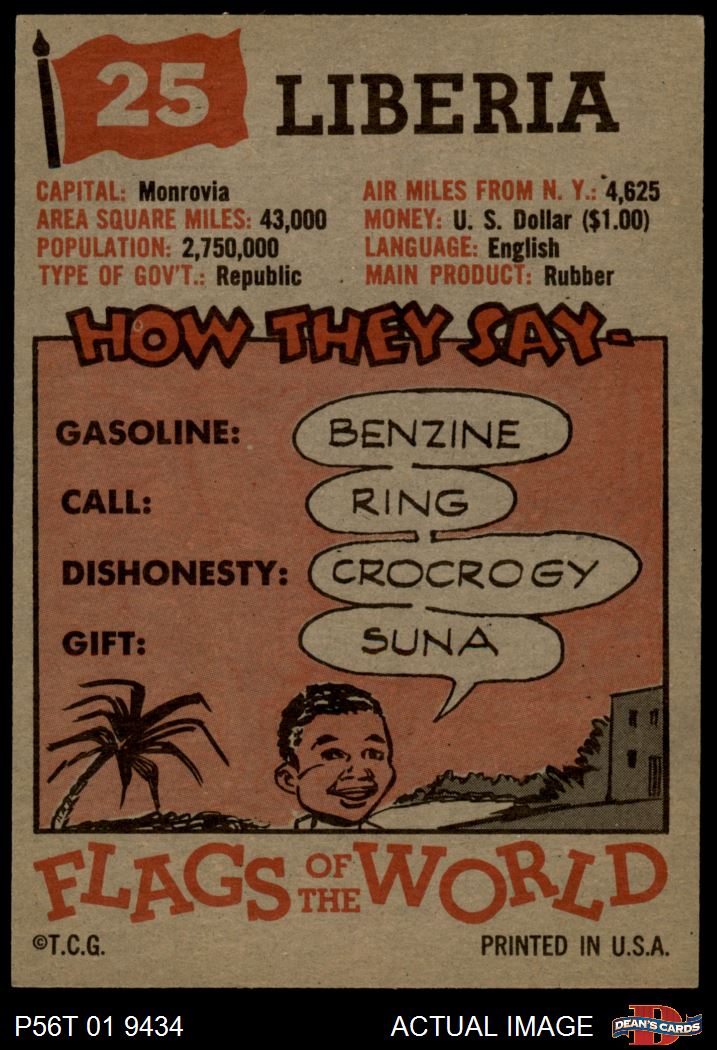 25 LIBERIA
CAPITAL: Monrovia
AREA SQUARE MILES: 43,000
POPULATION: 2,750,000
TYPE OF GOV'T.: Republic
AIR MILES FROM N. Y.: 4,625
MONEY: U. S. Dollar ($1.00)
LANGUAGE: English
MAIN PRODUCT: Rubber
HOW THEY SAY-
GASOLINE: BENZINE
CALL: RING
DISHONESTY: CROCROGY
GIFT: SUNA
FLAGS OF THE WORLD
©T.C.G. PRINTED IN U.S.A.
P56T 01 9434 ACTUAL IMAGE D DEAN'S CARDS